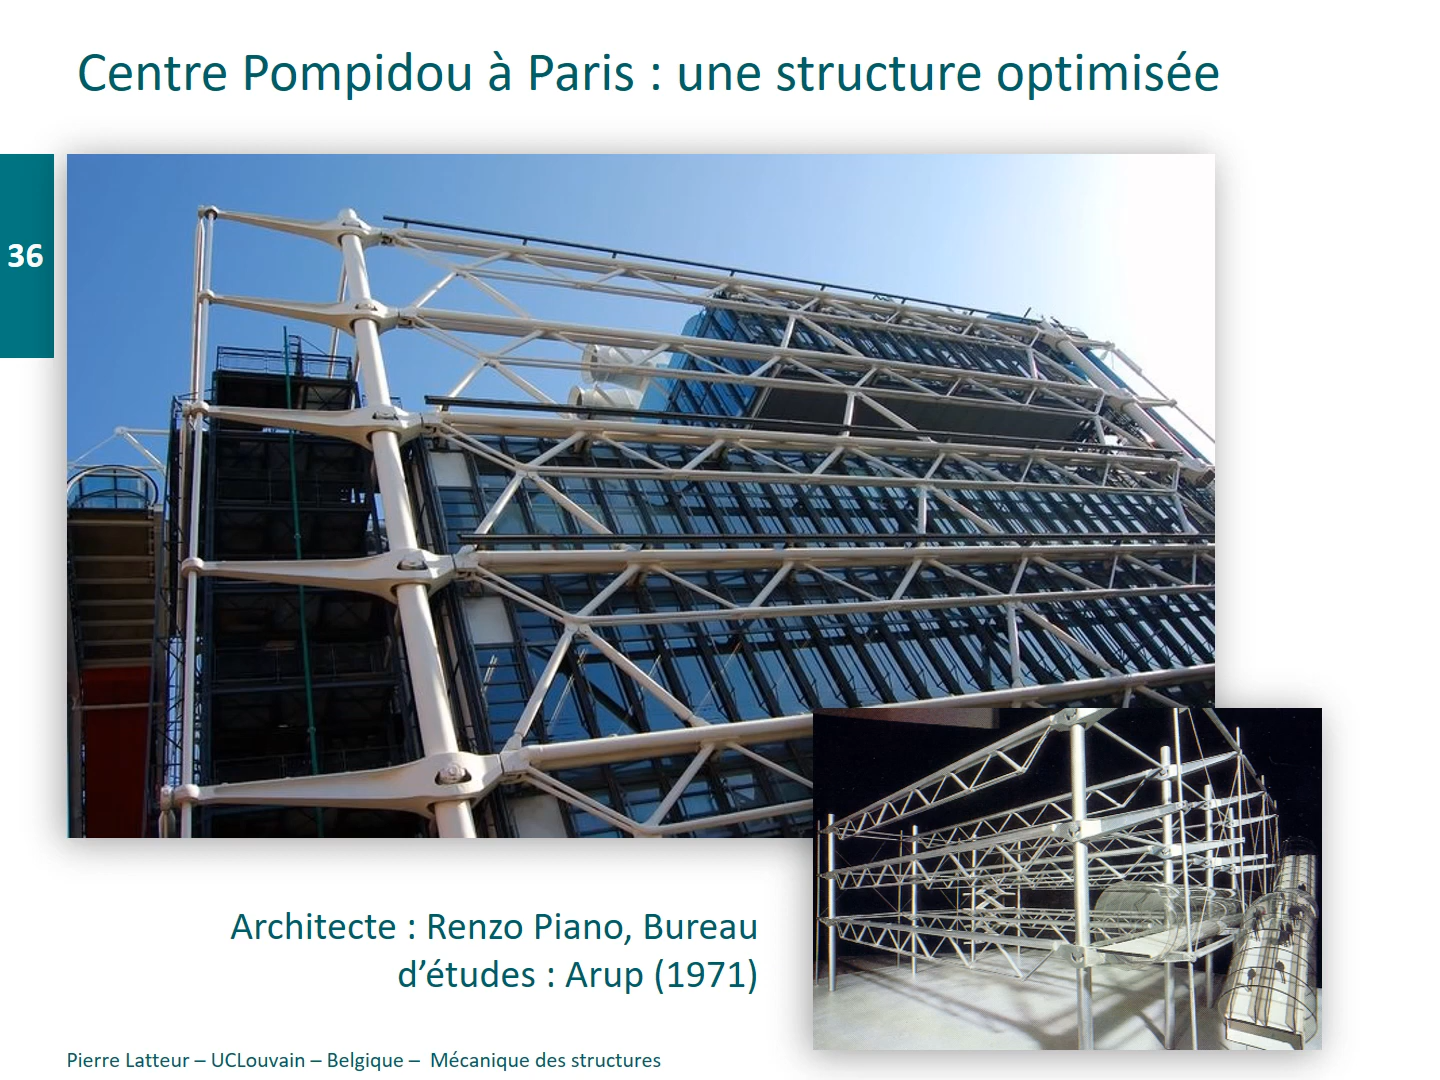 Centre Pompidou à Paris : une structure optimisée
36
Architecte : Renzo Piano, Bureau
d’études : Arup (1971)
Pierre Latteur – UCLouvain – Belgique –  Mécanique des structures